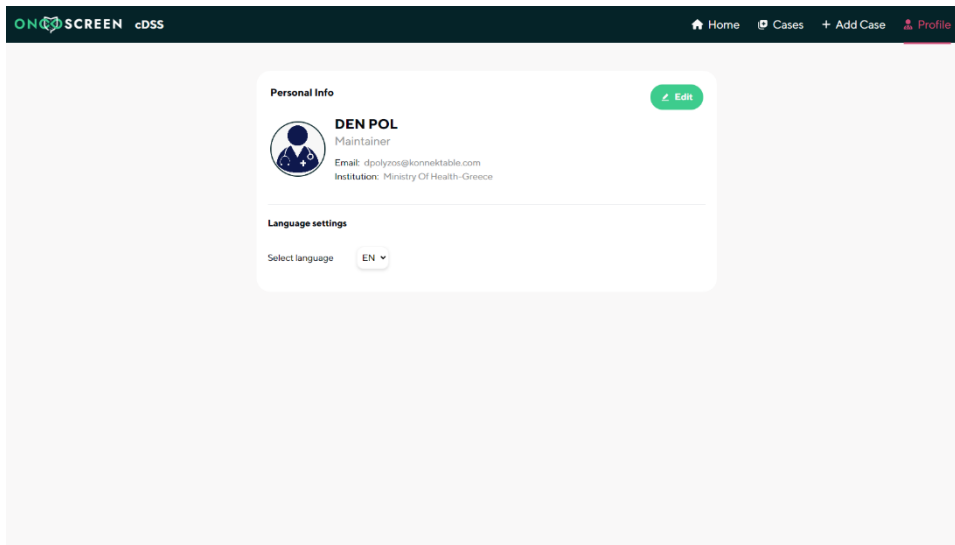 ONCOSCREEN cDSS
Home Cases + Add Case Profile
Personal Info
Edit
DEN POL
Maintainer
Email: dpolyzos@konnektable.com
Institution: Ministry Of Health-Greece
Language settings
Select language EN